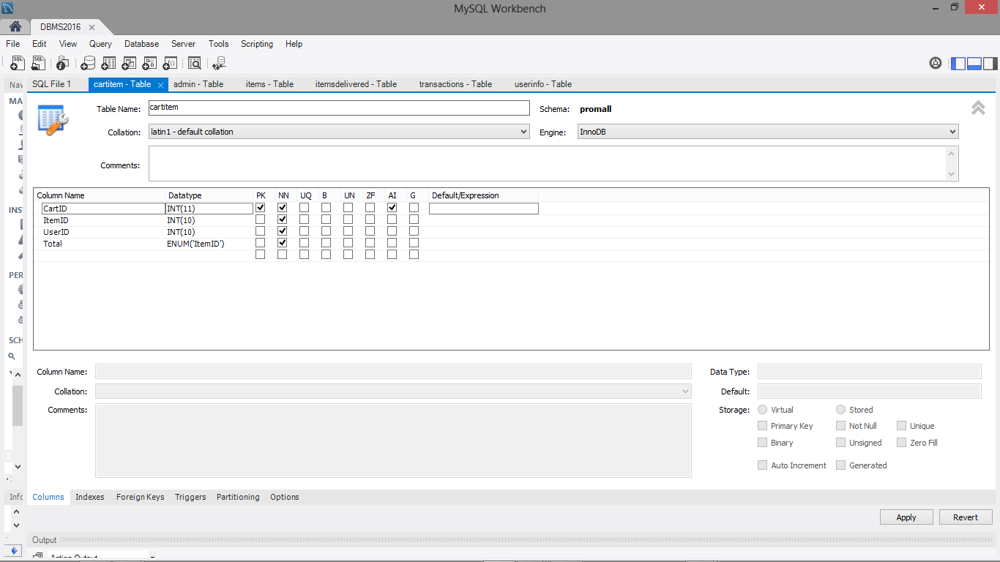 MySQL Workbench
DBMS2016
File Edit View Query Database Server Tools Scripting Help
Nav SQL File 1 cartitem - Table admin - Table items - Table itemsdelivered - Table transactions - Table userinfo - Table
MA
Table Name: cartitem Schema: promall
Collation: latin1 - default collation Engine: InnoDB
Comments:
Column Name Datatype PK NN UQ B UN ZF AI G Default/Expression
CartID INT(11)
INS
ItemID INT(10)
UserID INT(10)
Total ENUM('ItemID')
PER
SCH
Column Name: Data Type:
Collation: Default:
Comments: Storage: Virtual Stored
Primary Key Not Null Unique
Binary Unsigned Zero Fill
Auto Increment Generated
Info Columns Indexes Foreign Keys Triggers Partitioning Options
Apply Revert
Output
Action Output